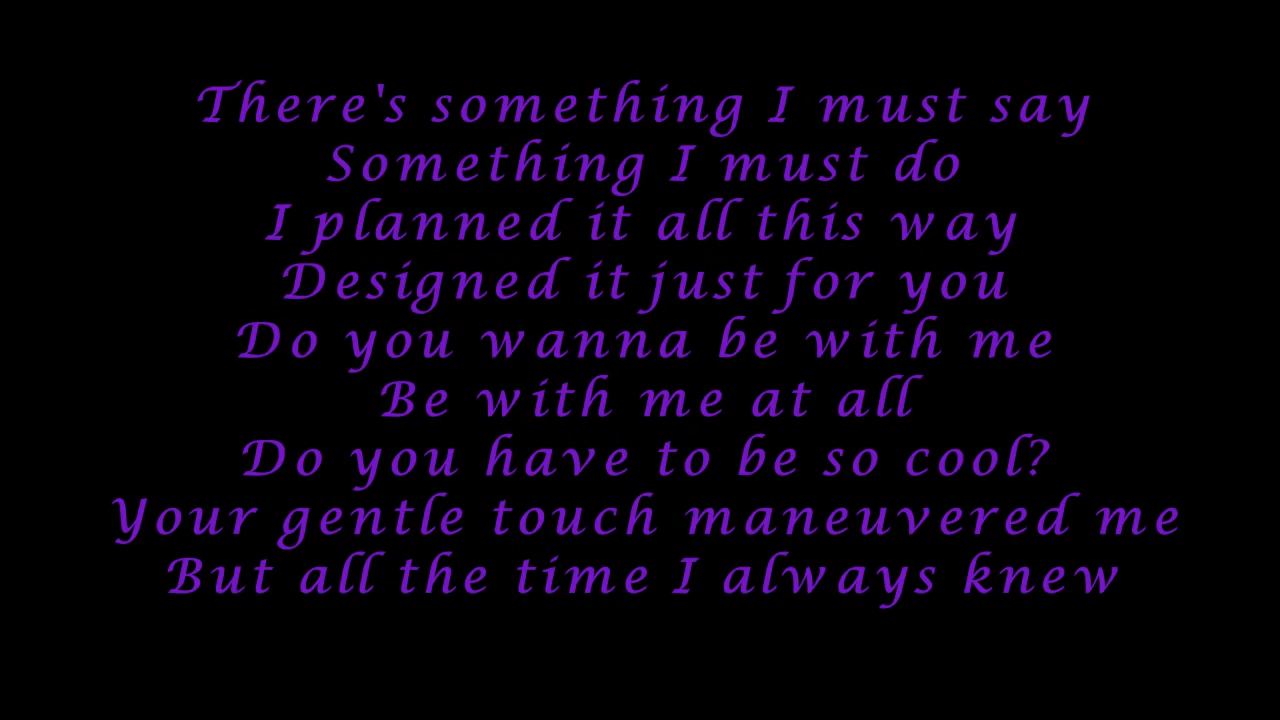 There's something I must say
Something I must do
I planned it all this way
Designed it just for you
Do you wanna be with me
Be with me at all
Do you have to be so cool?
Your gentle touch maneuvered me
But all the time I always knew